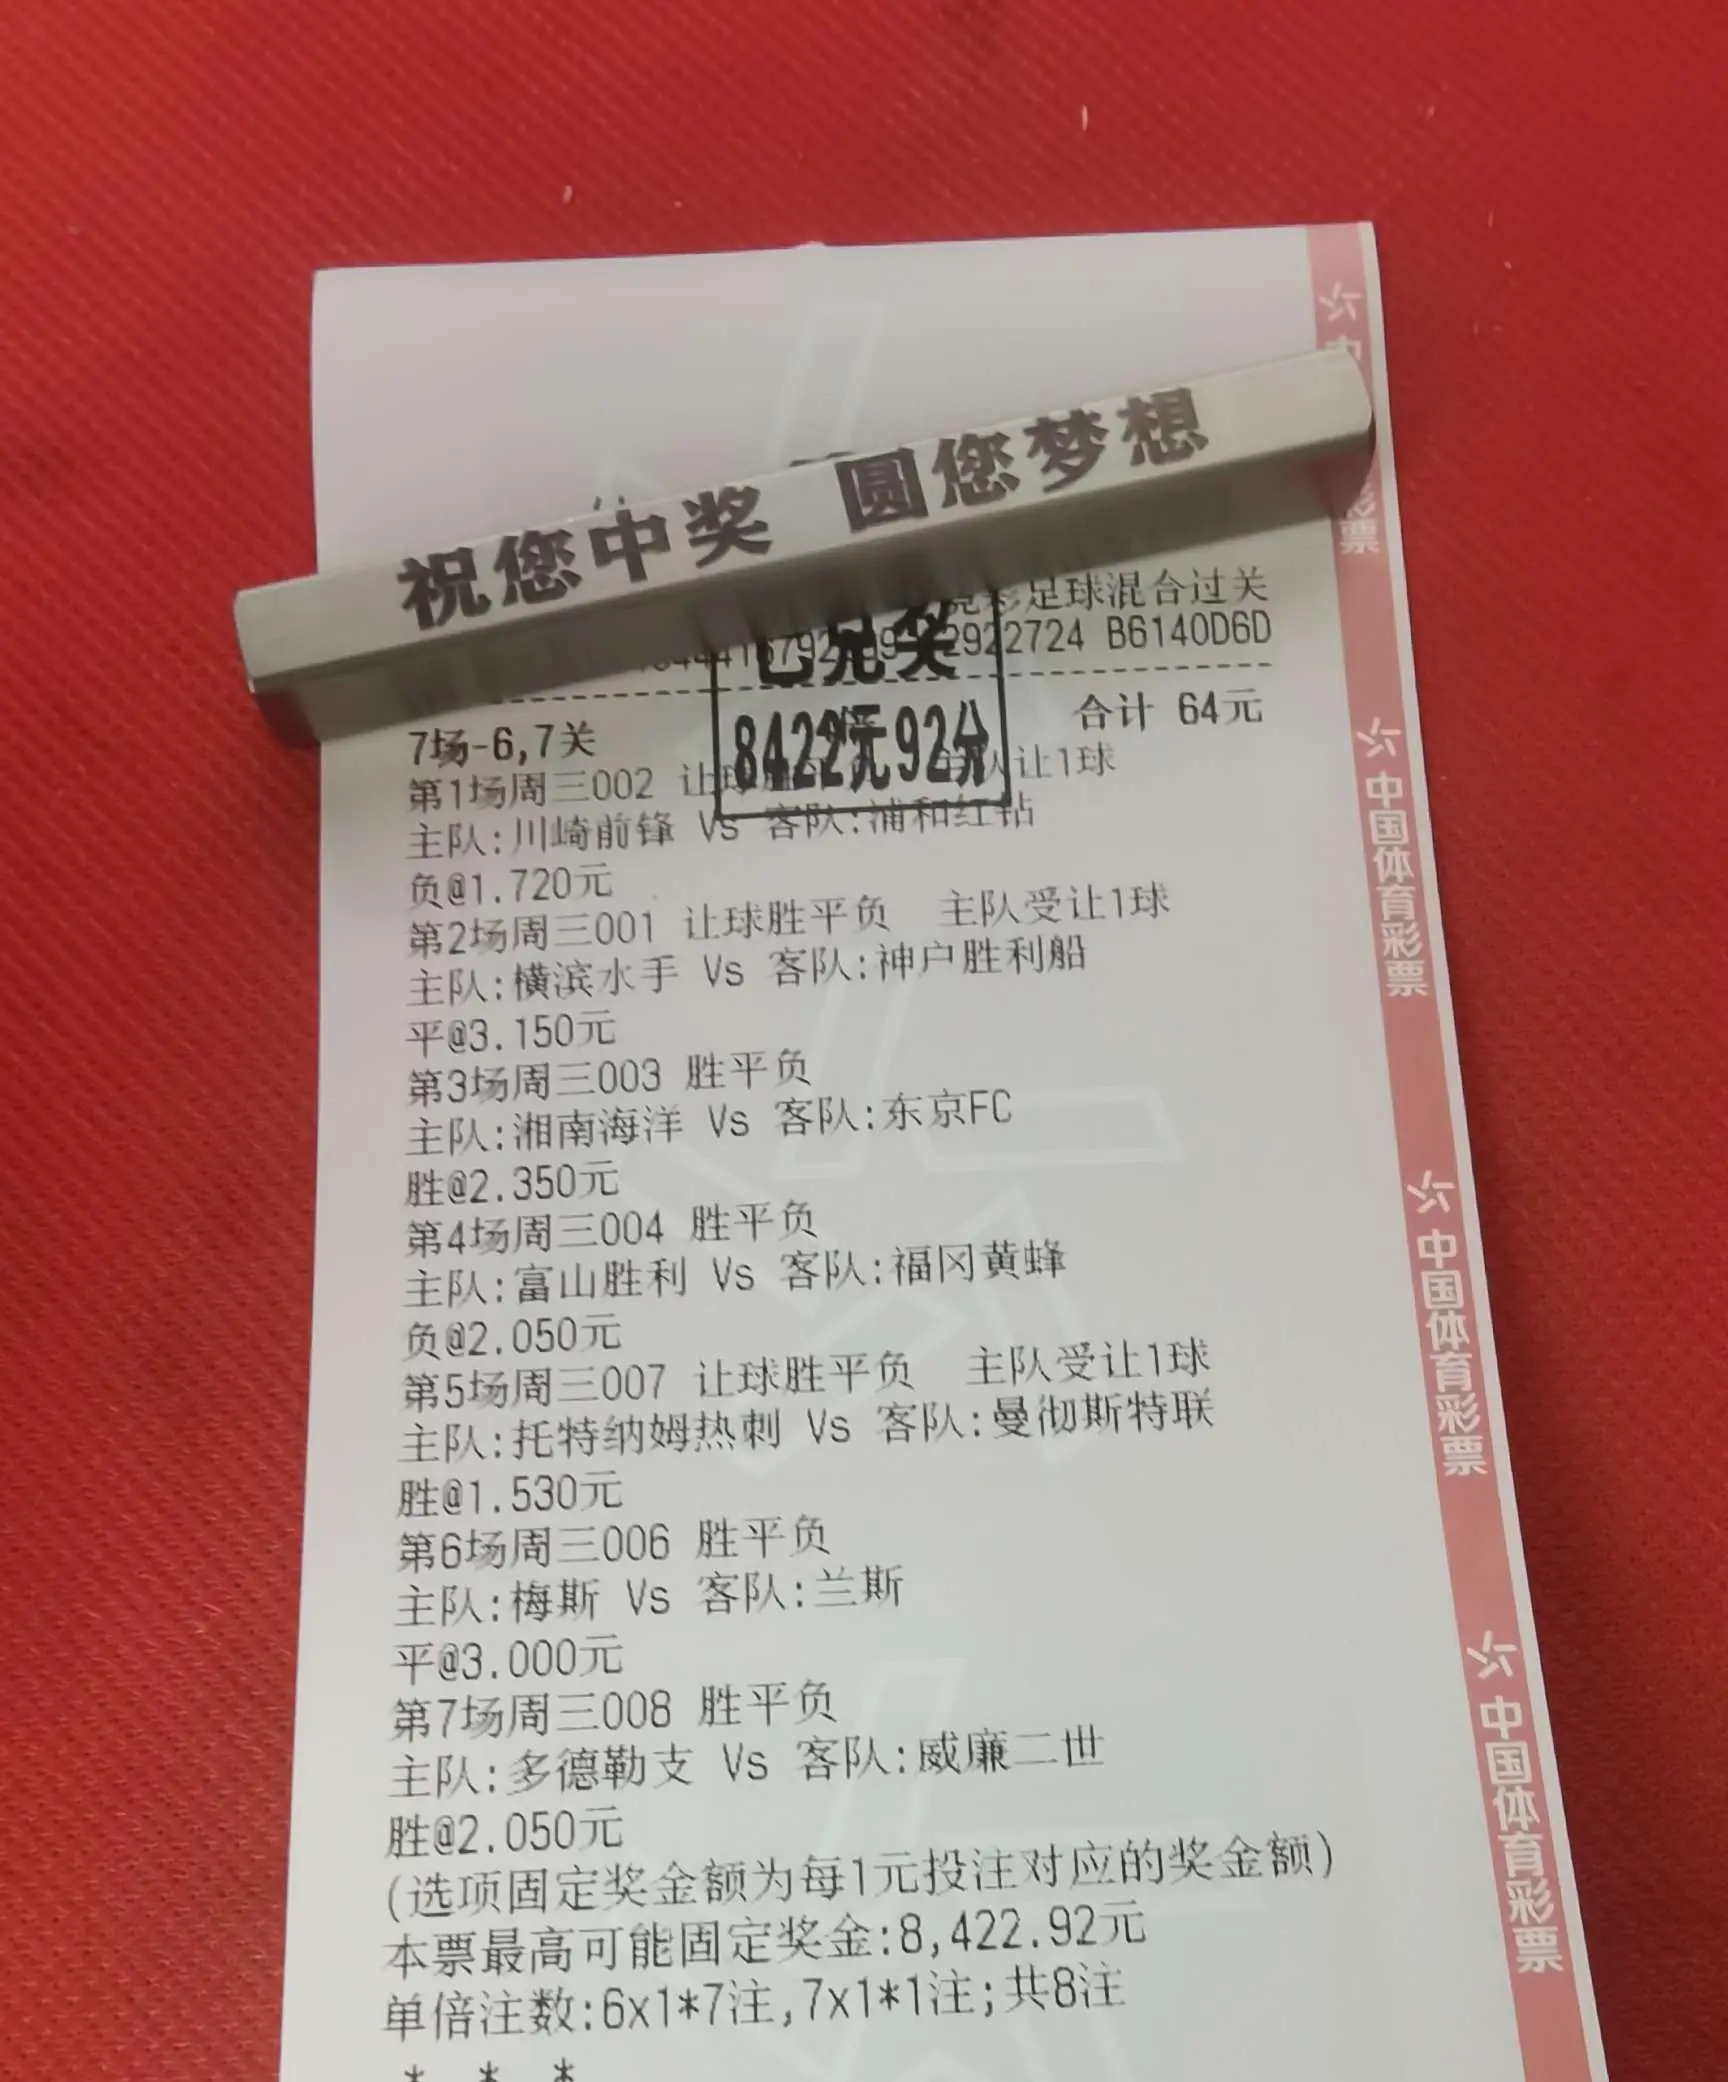 祝您中奖 圆您梦想
竞彩足球混合过关
2922724 B6140D6D
已兑奖
8422元92分
7场-6,7关
合计 64元
第1场周三002 让球胜平负 主队让1球
主队:川崎前锋 Vs 客队:浦和红钻
负@1.720元
第2场周三001 让球胜平负 主队受让1球
主队:横滨水手 Vs 客队:神户胜利船
平@3.150元
第3场周三003 胜平负
主队:湘南海洋 Vs 客队:东京FC
胜@2.350元
第4场周三004 胜平负
主队:富山胜利 Vs 客队:福冈黄蜂
负@2.050元
第5场周三007 让球胜平负 主队受让1球
主队:托特纳姆热刺 Vs 客队:曼彻斯特联
胜@1.530元
第6场周三006 胜平负
主队:梅斯 Vs 客队:兰斯
平@3.000元
第7场周三008 胜平负
主队:多德勒支 Vs 客队:威廉二世
胜@2.050元
(选项固定奖金额为每1元投注对应的奖金额)
本票最高可能固定奖金:8,422.92元
单倍注数:6x1*7注,7x1*1注;共8注
* * *
彩票
中国体育彩票
中国体育彩票
中国体育彩票